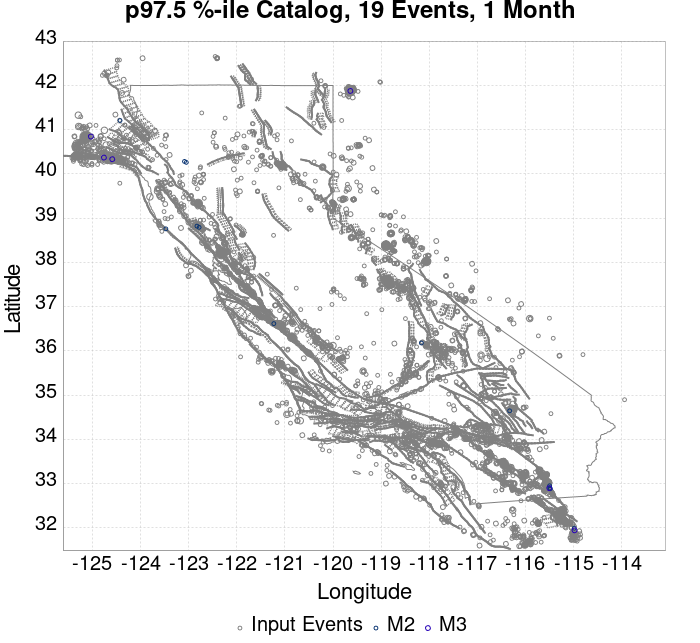 p97.5 %-ile Catalog, 19 Events, 1 Month
43
42
41
40
39
38
37
36
35
34
33
32
Latitude
-125 -124 -123 -122 -121 -120 -119 -118 -117 -116 -115 -114
Longitude
Input Events M2 M3